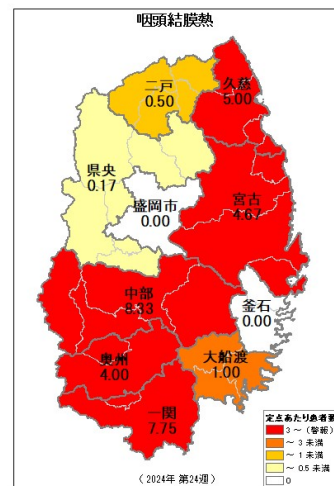 咽頭結膜熱
二戸
0.50
久慈
5.00
県央
0.17
盛岡市
0.00
宮古
4.67
中部
8.33
釜石
0.00
奥州
4.00
大船渡
1.00
一関
7.75
定点あたり患者数
3～（警報）
～3未満
～1未満
～0.5未満
0
（2024年 第24週）